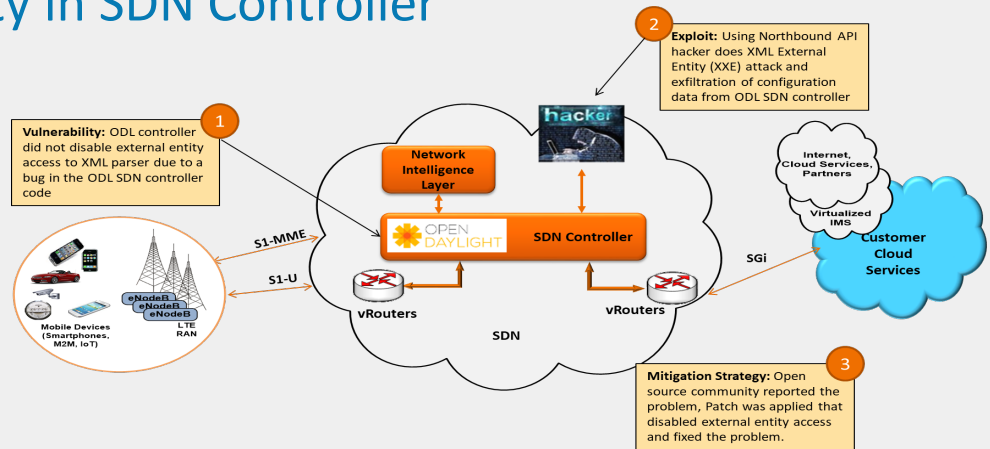 ty in SDN Controller
2
Exploit: Using Northbound API
hacker does XML External
Entity (XXE) attack and
exfiltration of configuration
data from ODL SDN controller
1
Vulnerability: ODL controller
did not disable external entity
access to XML parser due to a
bug in the ODL SDN controller
code
hacker
Network
Intelligence
Layer
OPEN
DAYLIGHT
SDN Controller
Internet,
Cloud Services,
Partners
Virtualized
IMS
Customer
Cloud
Services
S1-MME
S1-U
SGi
eNodeB
eNodeB
eNodeB
LTE
RAN
Mobile Devices
(Smartphones,
M2M, IoT)
vRouters
vRouters
SDN
3
Mitigation Strategy: Open
source community reported the
problem, Patch was applied that
disabled external entity access
and fixed the problem.